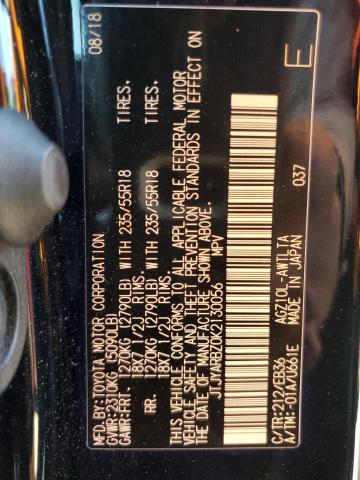 MFD.BY:TOYOTA MOTOR CORPORATION 08/18
GVWR:2310KG (5090LB)
GAWR:FRT. 1270KG (2790LB) WITH 235/55R18 TIRES.
18X7 1/2J RIMS
RR. 1270KG (2790LB) WITH 235/55R18 TIRES.
18X7 1/2J RIMS
THIS VEHICLE CONFORMS TO ALL APPLICABLE FEDERAL MOTOR
VEHICLE SAFETY AND THEFT PREVENTION STANDARDS IN EFFECT ON
THE DATE OF MANUFACTURE SHOWN ABOVE.
JTJYARBZ0K2130056 MPV
AGZ10L-AWTLTA
C/TR:212/EB36 MADE IN JAPAN
A/TM:-01A/U661E 037
E